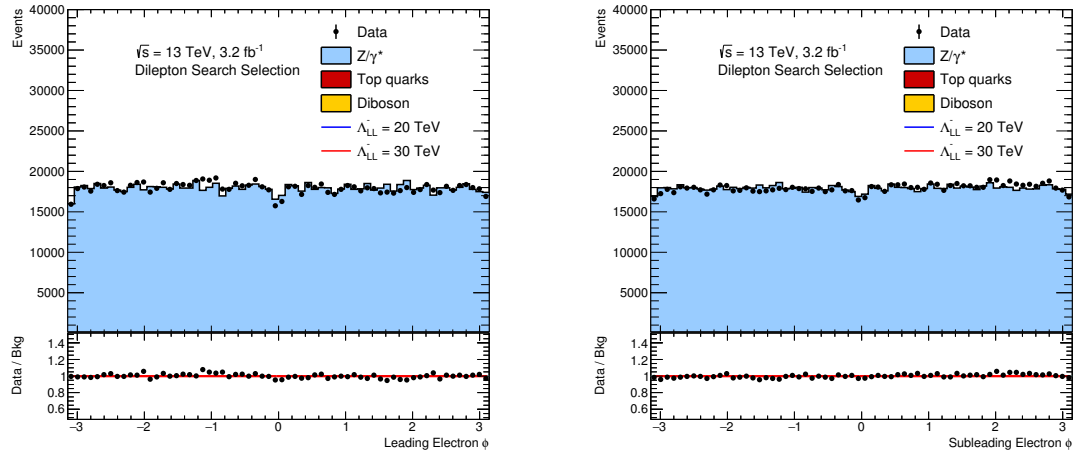 Events
40000
35000
30000
25000
20000
15000
10000
5000
√s = 13 TeV, 3.2 fb⁻¹
Dilepton Search Selection
Data
Z/γ*
Top quarks
Diboson
Λ⁻LL = 20 TeV
Λ⁻LL = 30 TeV
Data / Bkg
1.4
1.2
1
0.8
0.6
−3 −2 −1 0 1 2 3
Leading Electron ϕ
Events
40000
35000
30000
25000
20000
15000
10000
5000
√s = 13 TeV, 3.2 fb⁻¹
Dilepton Search Selection
Data
Z/γ*
Top quarks
Diboson
Λ⁻LL = 20 TeV
Λ⁻LL = 30 TeV
Data / Bkg
1.4
1.2
1
0.8
0.6
−3 −2 −1 0 1 2 3
Subleading Electron ϕ